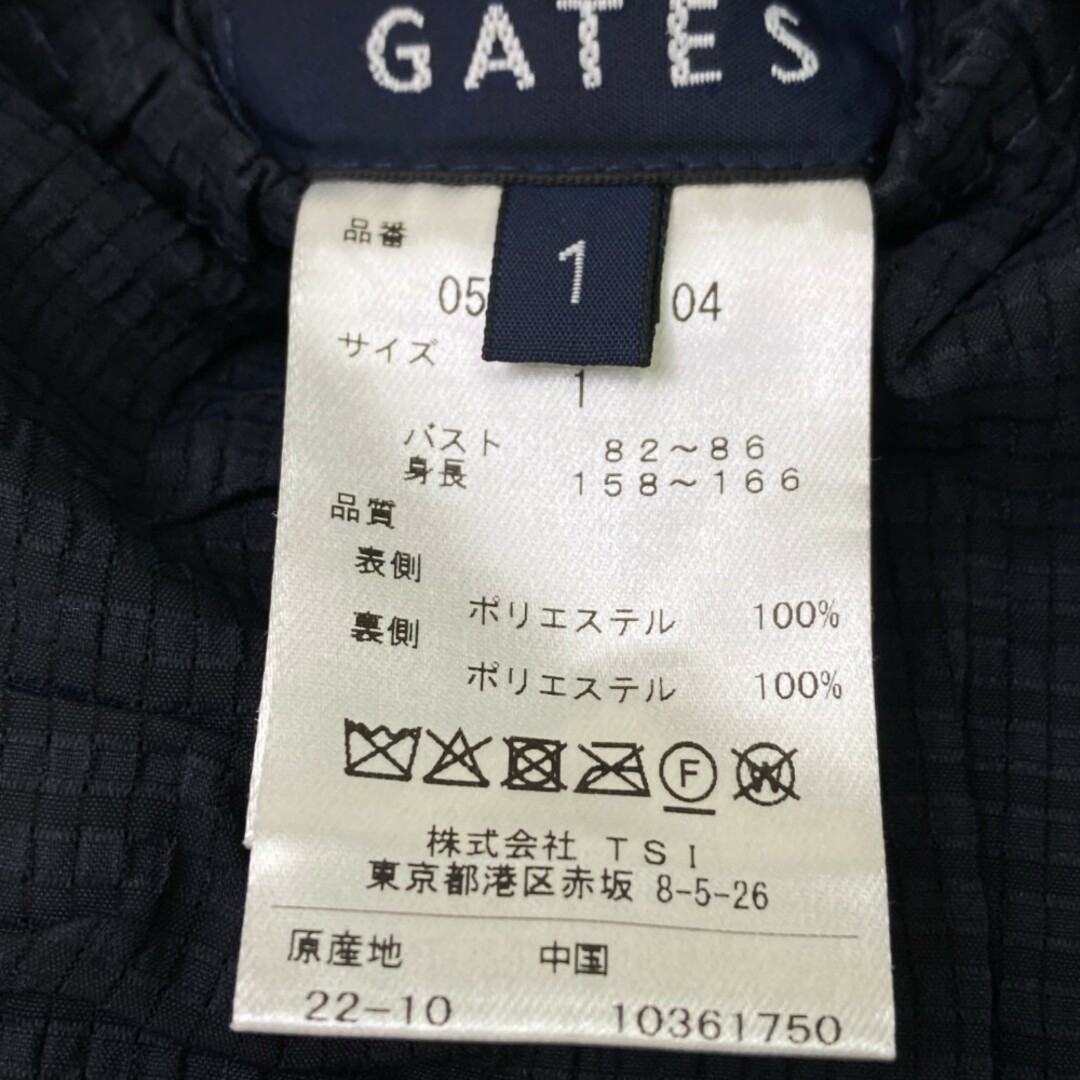 GATES
1
品番
05 04
サイズ
1
バスト 82～86
身長 158～166
品質
表側
ポリエステル 100%
裏側
ポリエステル 100%
F
W
株式会社 TSI
東京都港区赤坂 8-5-26
原産地 中国
22-10 10361750